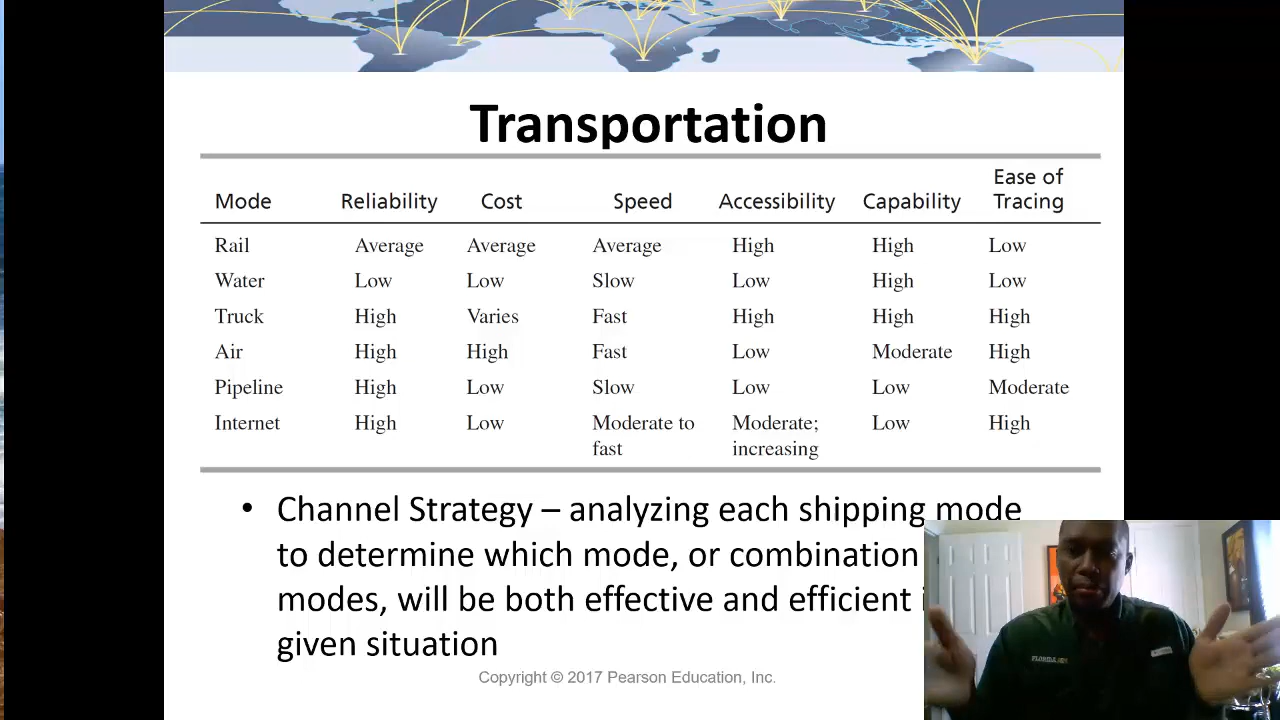 Transportation
Mode Reliability Cost Speed Accessibility Capability Ease of Tracing
Rail Average Average Average High High Low
Water Low Low Slow Low High Low
Truck High Varies Fast High High High
Air High High Fast Low Moderate High
Pipeline High Low Slow Low Low Moderate
Internet High Low Moderate to fast Moderate; increasing Low High
• Channel Strategy – analyzing each shipping mode
to determine which mode, or combination
modes, will be both effective and efficient
given situation
Copyright © 2017 Pearson Education, Inc.
FLORIDA